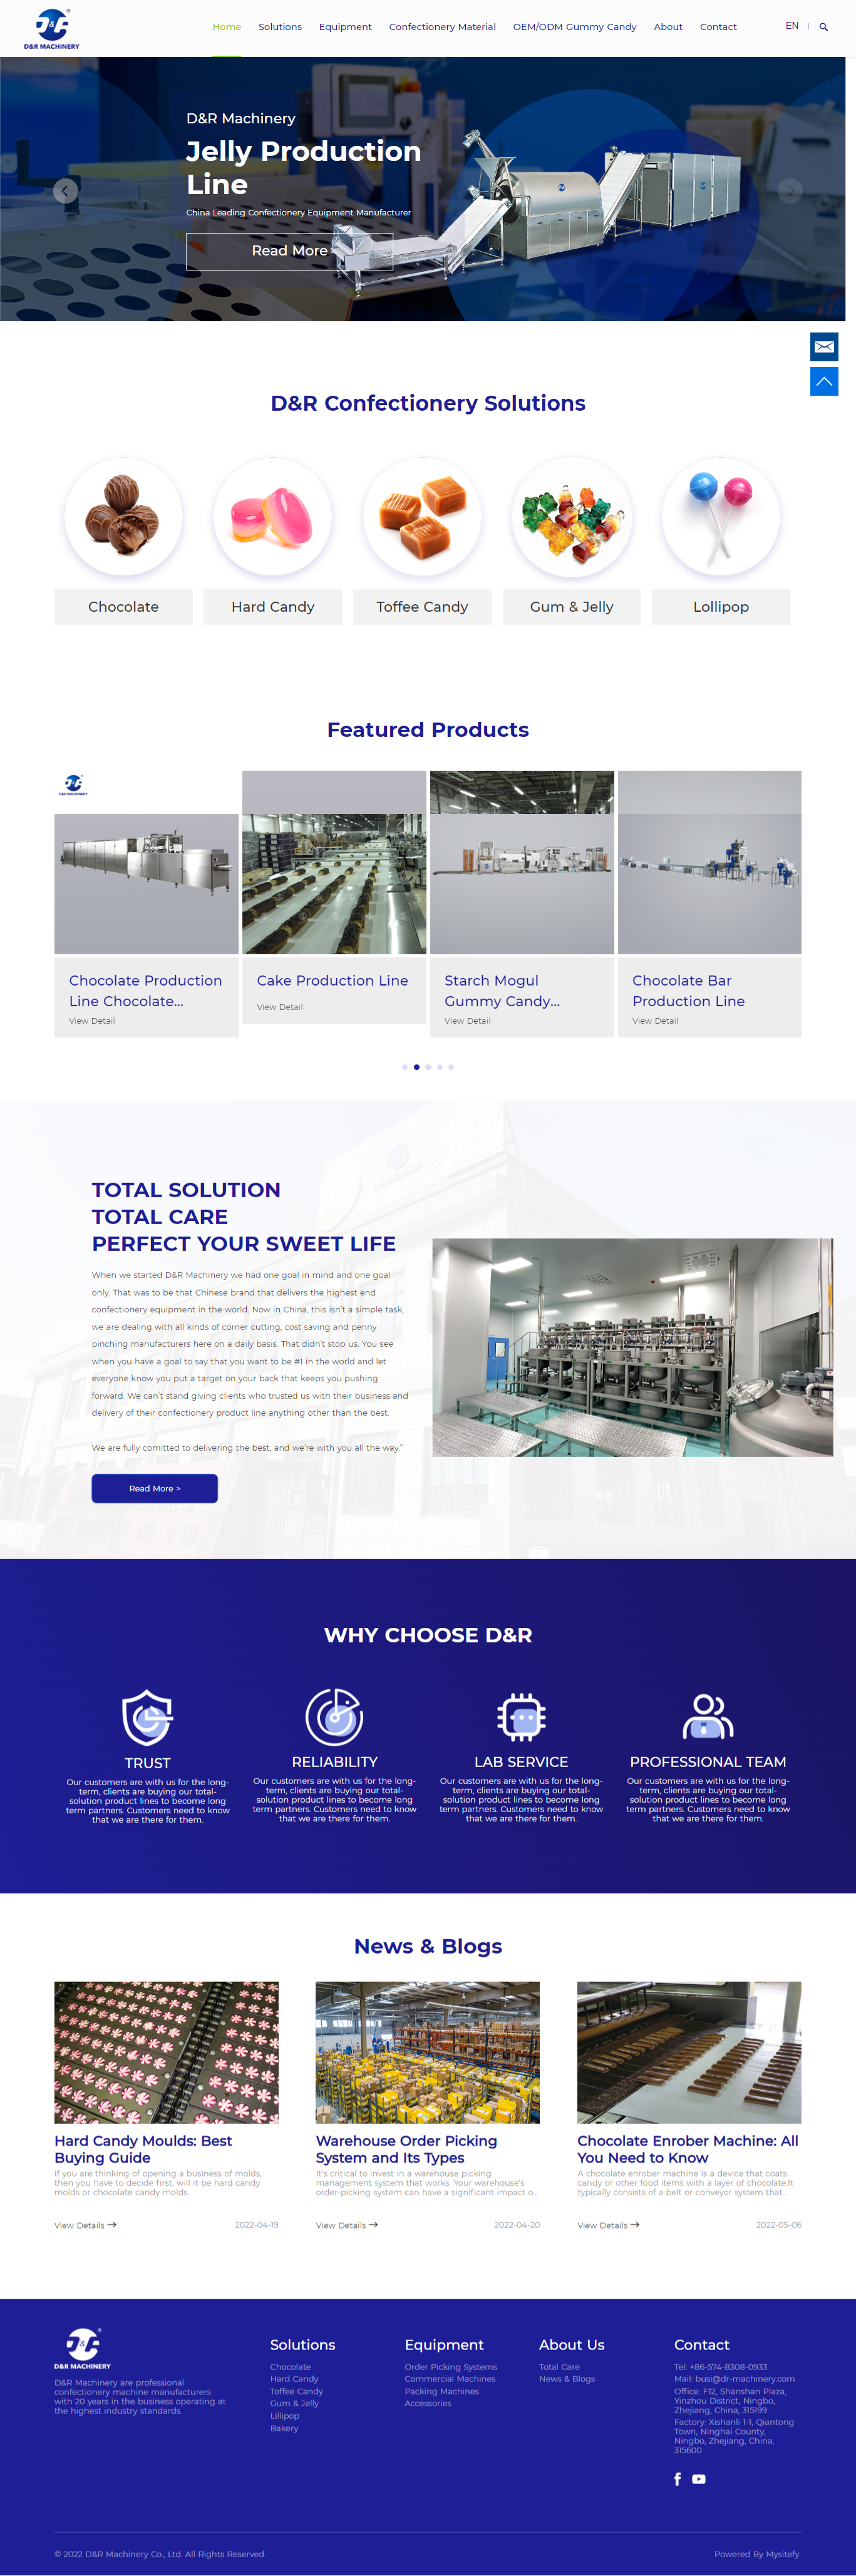 D&R MACHINERY
Home Solutions Equipment Confectionery Material OEM/ODM Gummy Candy About Contact EN
D&R Machinery
Jelly Production
Line
China Leading Confectionery Equipment Manufacturer
Read More
D&R Confectionery Solutions
Chocolate Hard Candy Toffee Candy Gum & Jelly Lollipop
Featured Products
D&R MACHINERY
Chocolate Production
Line Chocolate...
View Detail
Cake Production Line
View Detail
Starch Mogul
Gummy Candy...
View Detail
Chocolate Bar
Production Line
View Detail
TOTAL SOLUTION
TOTAL CARE
PERFECT YOUR SWEET LIFE
When we started D&R Machinery we had one goal in mind and one goal
only. That was to be that Chinese brand that delivers the highest end
confectionery equipment in the world. Now in China, this isn't a simple task,
we are dealing with all kinds of corner cutting, cost saving and penny
pinching manufacturers here on a daily basis. That didn't stop us. You see
when you have a goal to say that you want to be #1 in the world and let
everyone know you put a target on your back that keeps you pushing
forward. We can't stand giving clients who trusted us with their business and
delivery of their confectionery product line anything other than the best.
We are fully comitted to delivering the best, and we're with you all the way."
Read More >
WHY CHOOSE D&R
TRUST
Our customers are with us for the long-
term, clients are buying our total-
solution product lines to become long
term partners. Customers need to know
that we are there for them.
RELIABILITY
Our customers are with us for the long-
term, clients are buying our total-
solution product lines to become long
term partners. Customers need to know
that we are there for them.
LAB SERVICE
Our customers are with us for the long-
term, clients are buying our total-
solution product lines to become long
term partners. Customers need to know
that we are there for them.
PROFESSIONAL TEAM
Our customers are with us for the long-
term, clients are buying our total-
solution product lines to become long
term partners. Customers need to know
that we are there for them.
News & Blogs
Hard Candy Moulds: Best
Buying Guide
If you are thinking of opening a business of molds,
then you have to decide first, will it be hard candy
molds or chocolate candy molds.
View Details 2022-04-19
Warehouse Order Picking
System and Its Types
It's critical to invest in a warehouse picking
management system that works. Your warehouse's
order-picking system can have a significant impact o...
View Details 2022-04-20
Chocolate Enrober Machine: All
You Need to Know
A chocolate enrober machine is a device that coats
candy or other food items with a layer of chocolate.It
typically consists of a belt or conveyor system that...
View Details 2022-05-06
D&R MACHINERY
D&R Machinery are professional
confectionery machine manufacturers
with 20 years in the business operating at
the highest industry standards.
Solutions
Chocolate
Hard Candy
Toffee Candy
Gum & Jelly
Lillipop
Bakery
Equipment
Order Picking Systems
Commercial Machines
Packing Machines
Accessories
About Us
Total Care
News & Blogs
Contact
Tel: +86-574-8308-0933
Mail: busi@dr-machinery.com
Office: F12, Shanshan Plaza,
Yinzhou District, Ningbo,
Zhejiang, China, 315199
Factory: Xishanli 1-1, Qiantong
Town, Ninghai County,
Ningbo, Zhejiang, China,
315600
© 2022 D&R Machinery Co., Ltd. All Rights Reserved.
Powered By Mysitefy.